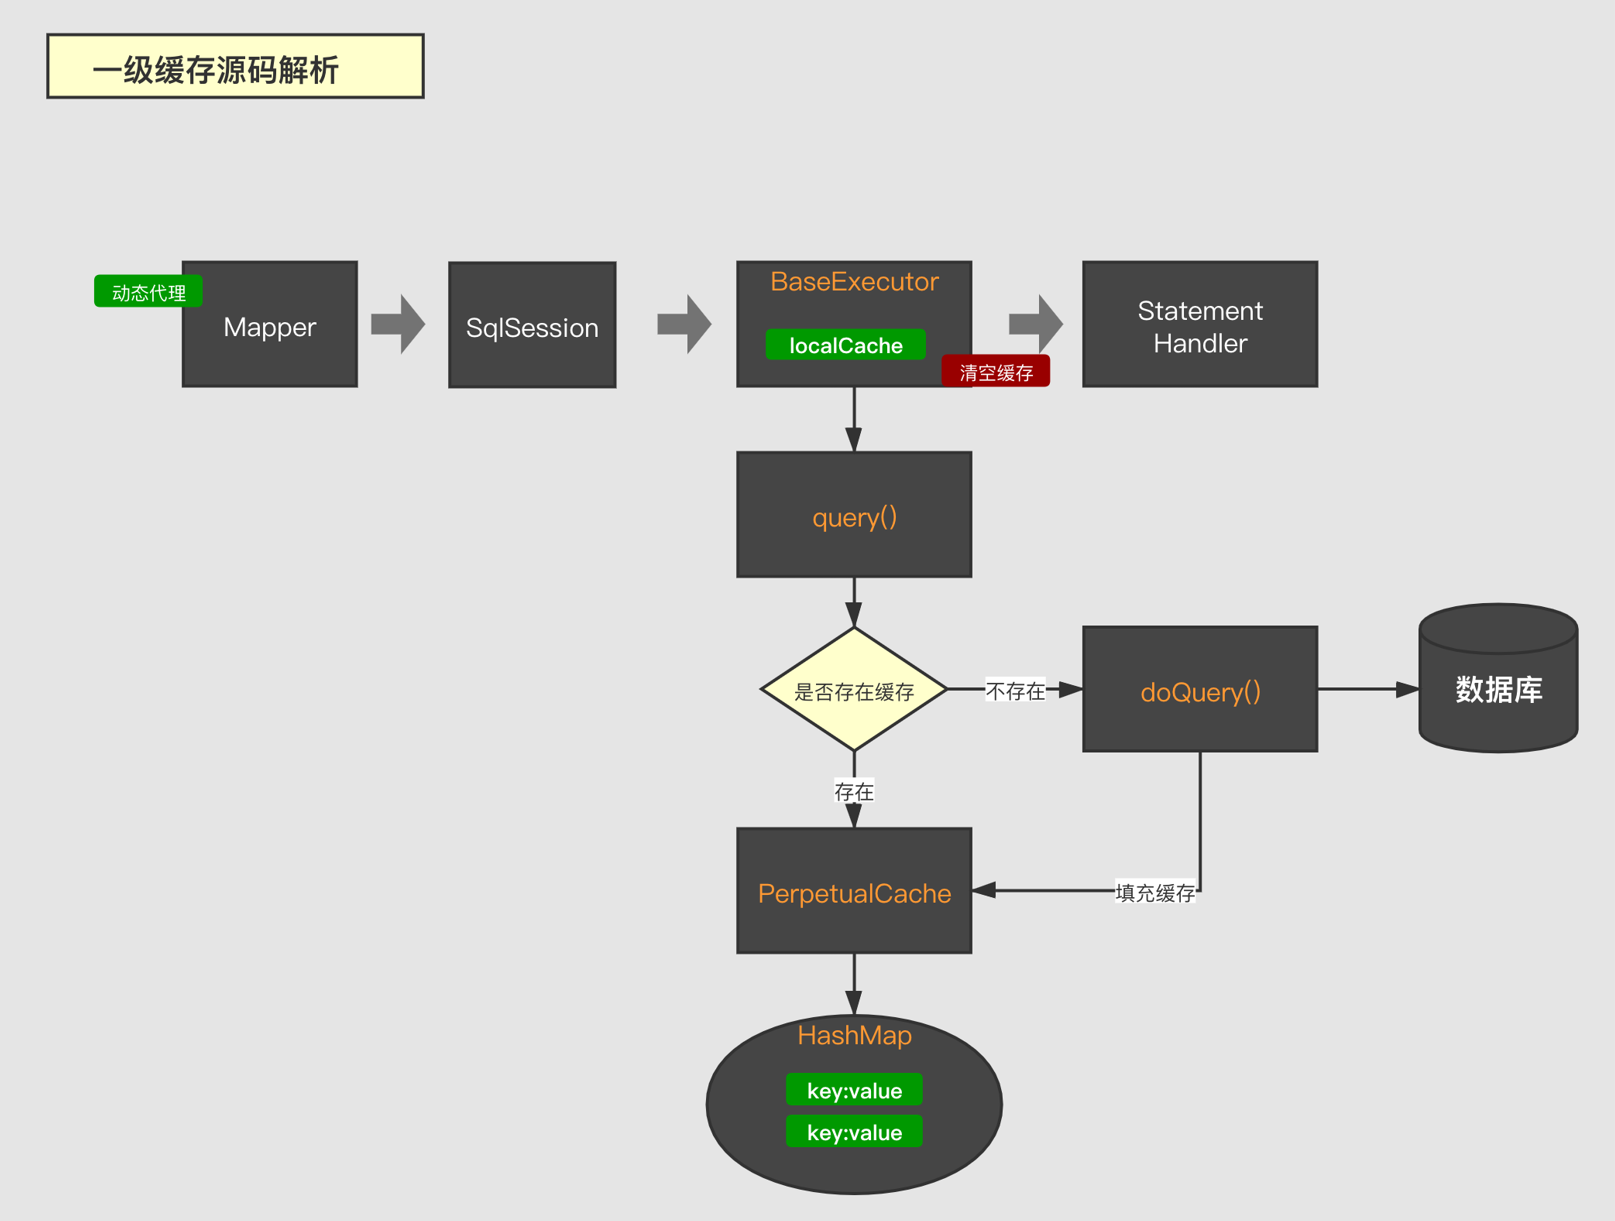 一级缓存源码解析
动态代理
Mapper
SqlSession
BaseExecutor
localCache
清空缓存
Statement
Handler
query()
是否存在缓存
不存在
doQuery()
数据库
存在
PerpetualCache
填充缓存
HashMap
key:value
key:value